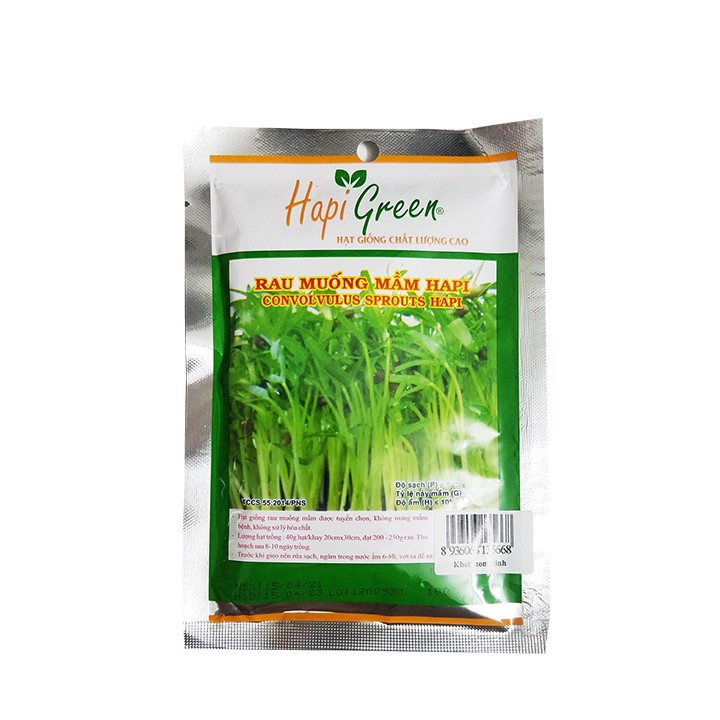 Hapi Green®
HẠT GIỐNG CHẤT LƯỢNG CAO
RAU MUỐNG MẦM HAPI
CONVOLVULUS SPROUTS HAPI
Độ sạch (P)
Tỷ lệ nảy mầm (G)
Độ ẩm (H) ≤
TCCS 55:2014/PNS
- Hạt giống rau muống mầm được tuyển chọn, không mang mầm
bệnh, không xử lý hóa chất.
- Lượng hạt trồng : 40g hạt/khay 20cmx30cm, đạt 200 - 250g rau. Thu
hoạch sau 8-10 ngày trồng.
- Trước khi gieo nên rửa sạch, ngâm trong nước ấm 6-8h, vớt ra để ráo
NSX:15/04/21
HSD:15/04/23 LO:1200930